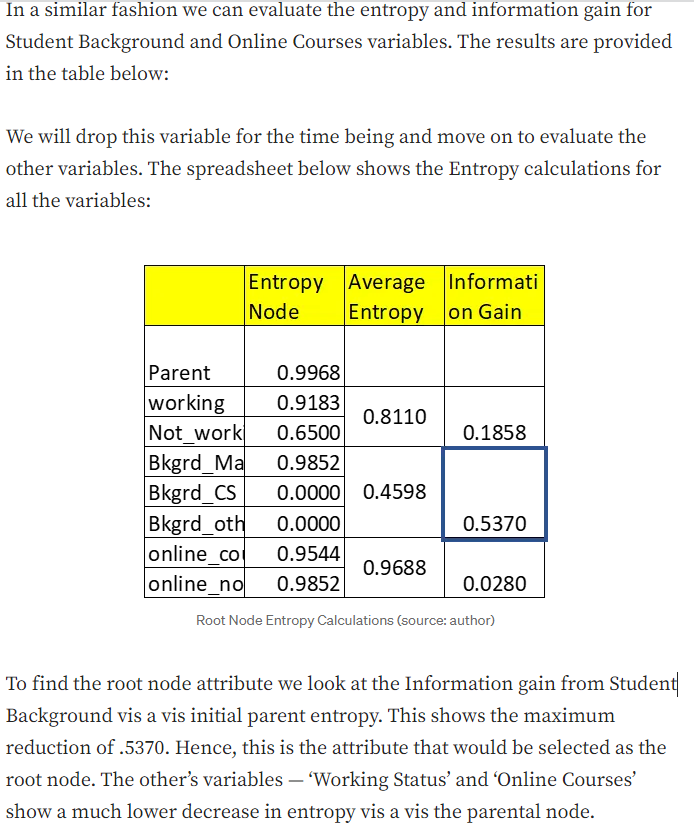 In a similar fashion we can evaluate the entropy and information gain for
Student Background and Online Courses variables. The results are provided
in the table below:
We will drop this variable for the time being and move on to evaluate the
other variables. The spreadsheet below shows the Entropy calculations for
all the variables:
Entropy Node Average Entropy Informati on Gain
Parent 0.9968
working 0.9183 0.8110
Not_work 0.6500 0.1858
Bkgrd_Ma 0.9852
Bkgrd_CS 0.0000 0.4598
Bkgrd_oth 0.0000 0.5370
online_co 0.9544 0.9688
online_no 0.9852 0.0280
Root Node Entropy Calculations (source: author)
To find the root node attribute we look at the Information gain from Student
Background vis a vis initial parent entropy. This shows the maximum
reduction of .5370. Hence, this is the attribute that would be selected as the
root node. The other’s variables — ‘Working Status’ and ‘Online Courses’
show a much lower decrease in entropy vis a vis the parental node.